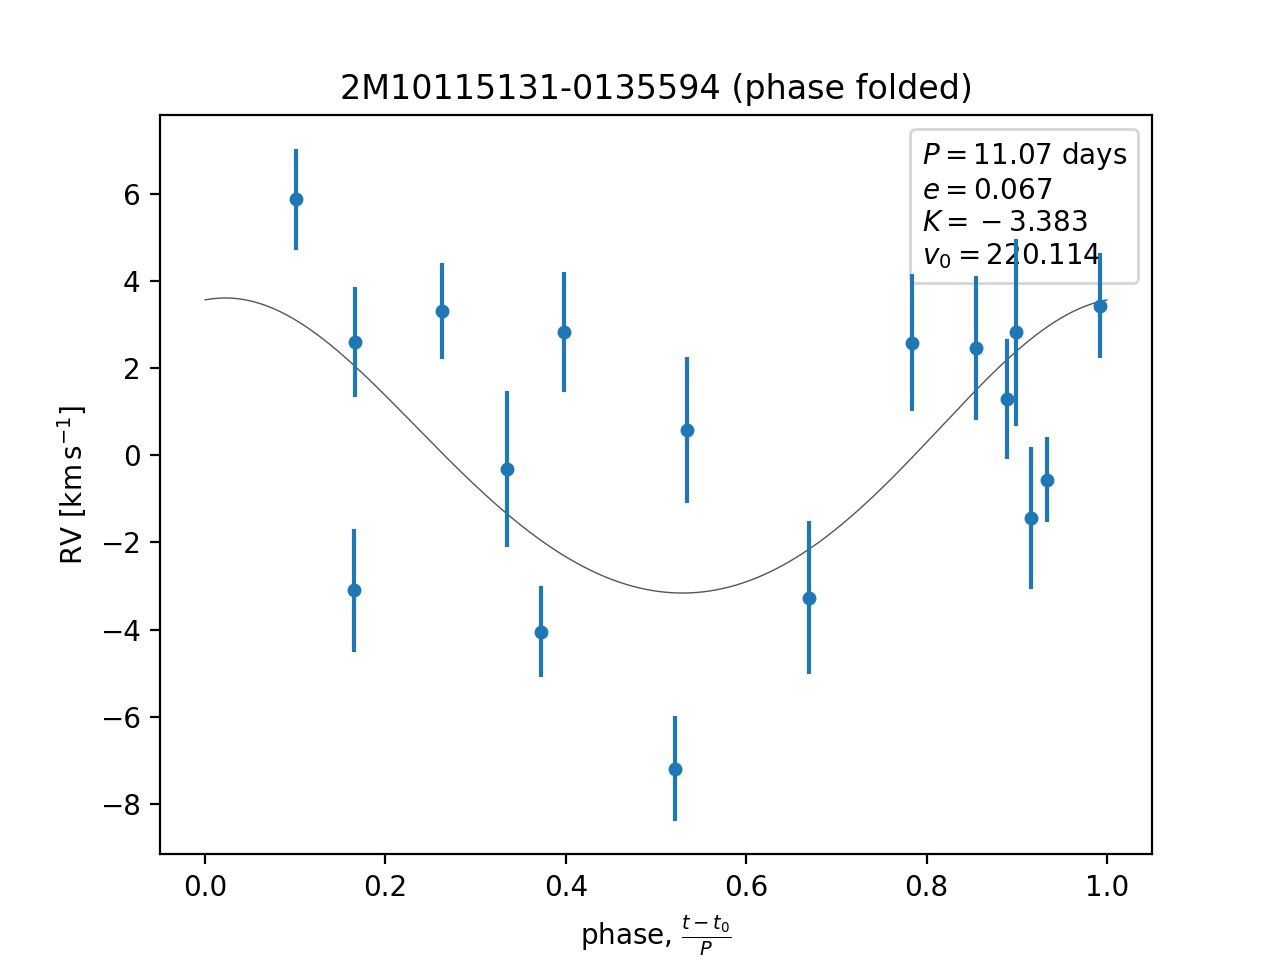 2M10115131-0135594 (phase folded)
P = 11.07 days
e = 0.067
K = −3.383
v₀ = 220.114
RV [km s⁻¹]
6
4
2
0
−2
−4
−6
−8
0.0 0.2 0.4 0.6 0.8 1.0
phase, (t − t₀)/P